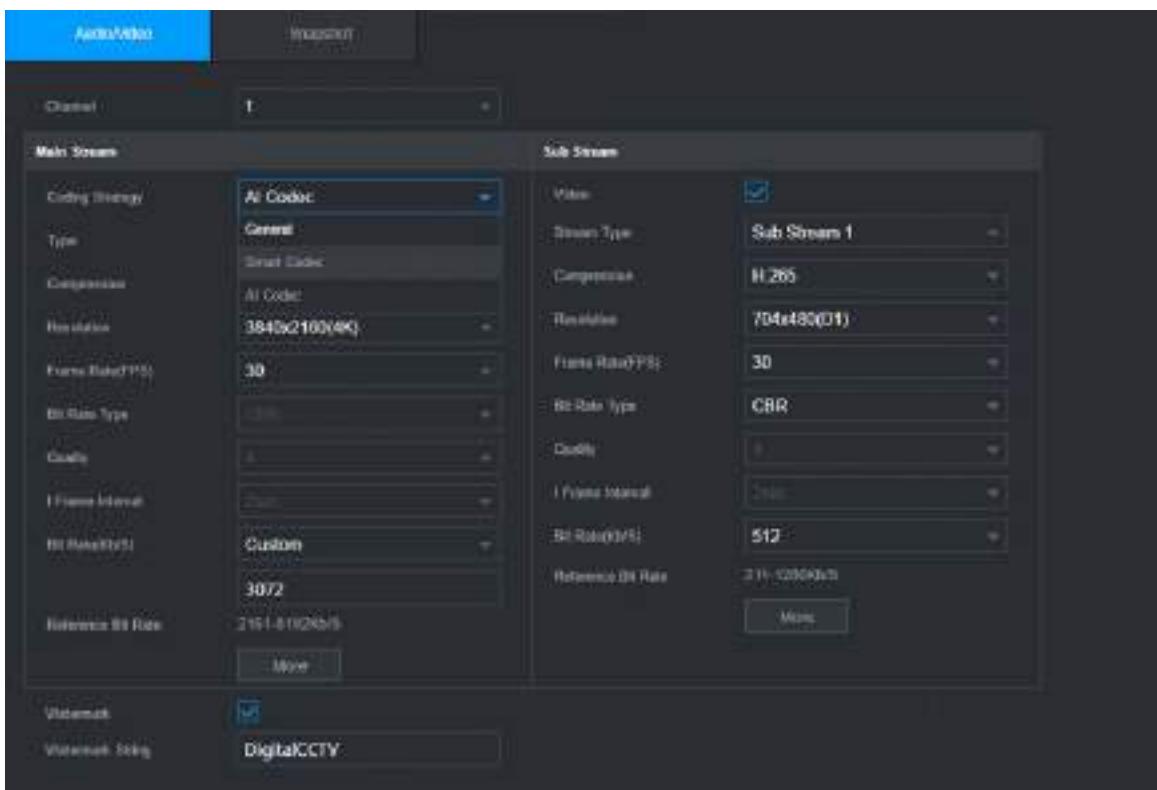 Audio/Video
Snapshot
Channel
1
Main Stream
Coding Strategy
AI Codec
General
Smart Codec
AI Codec
Type
Compression
Resolution
3840x2160(4K)
Frame Rate(FPS)
30
Bit Rate Type
Quality
I Frame Interval
Bit Rate(Kb/S)
Custom
3072
Reference Bit Rate
More
Sub Stream
Video
Stream Type
Sub Stream 1
Compression
H.265
Resolution
704x480(D1)
Frame Rate(FPS)
30
Bit Rate Type
CBR
Quality
I Frame Interval
Bit Rate(Kb/S)
512
Reference Bit Rate
More
Watermark
Watermark String
DigitalCCTV